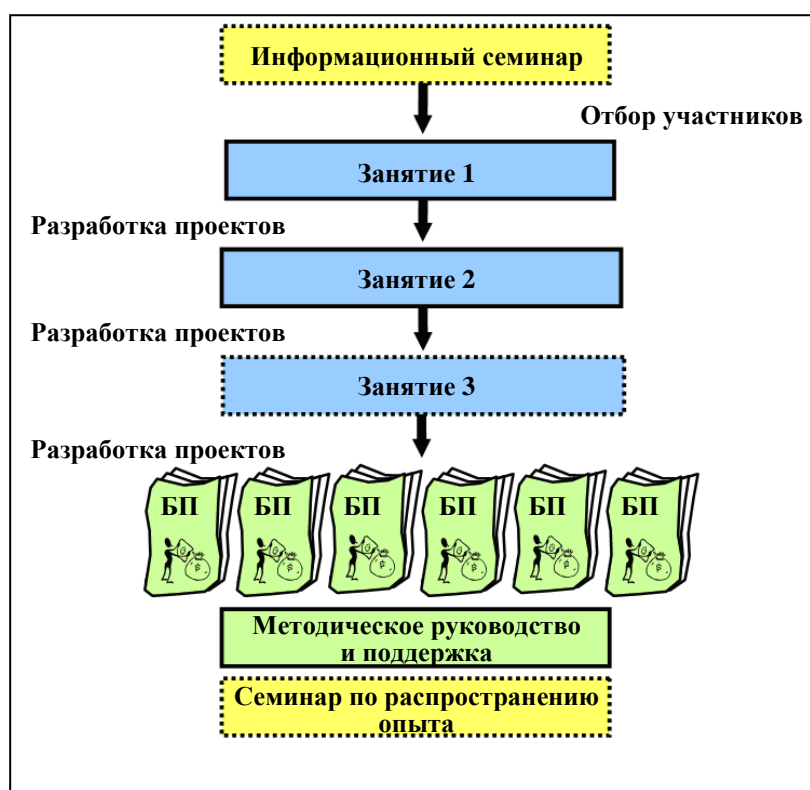 Информационный семинар
Отбор участников
Занятие 1
Разработка проектов
Занятие 2
Разработка проектов
Занятие 3
Разработка проектов
БП БП БП БП БП БП
Методическое руководство
и поддержка
Семинар по распространению
опыта